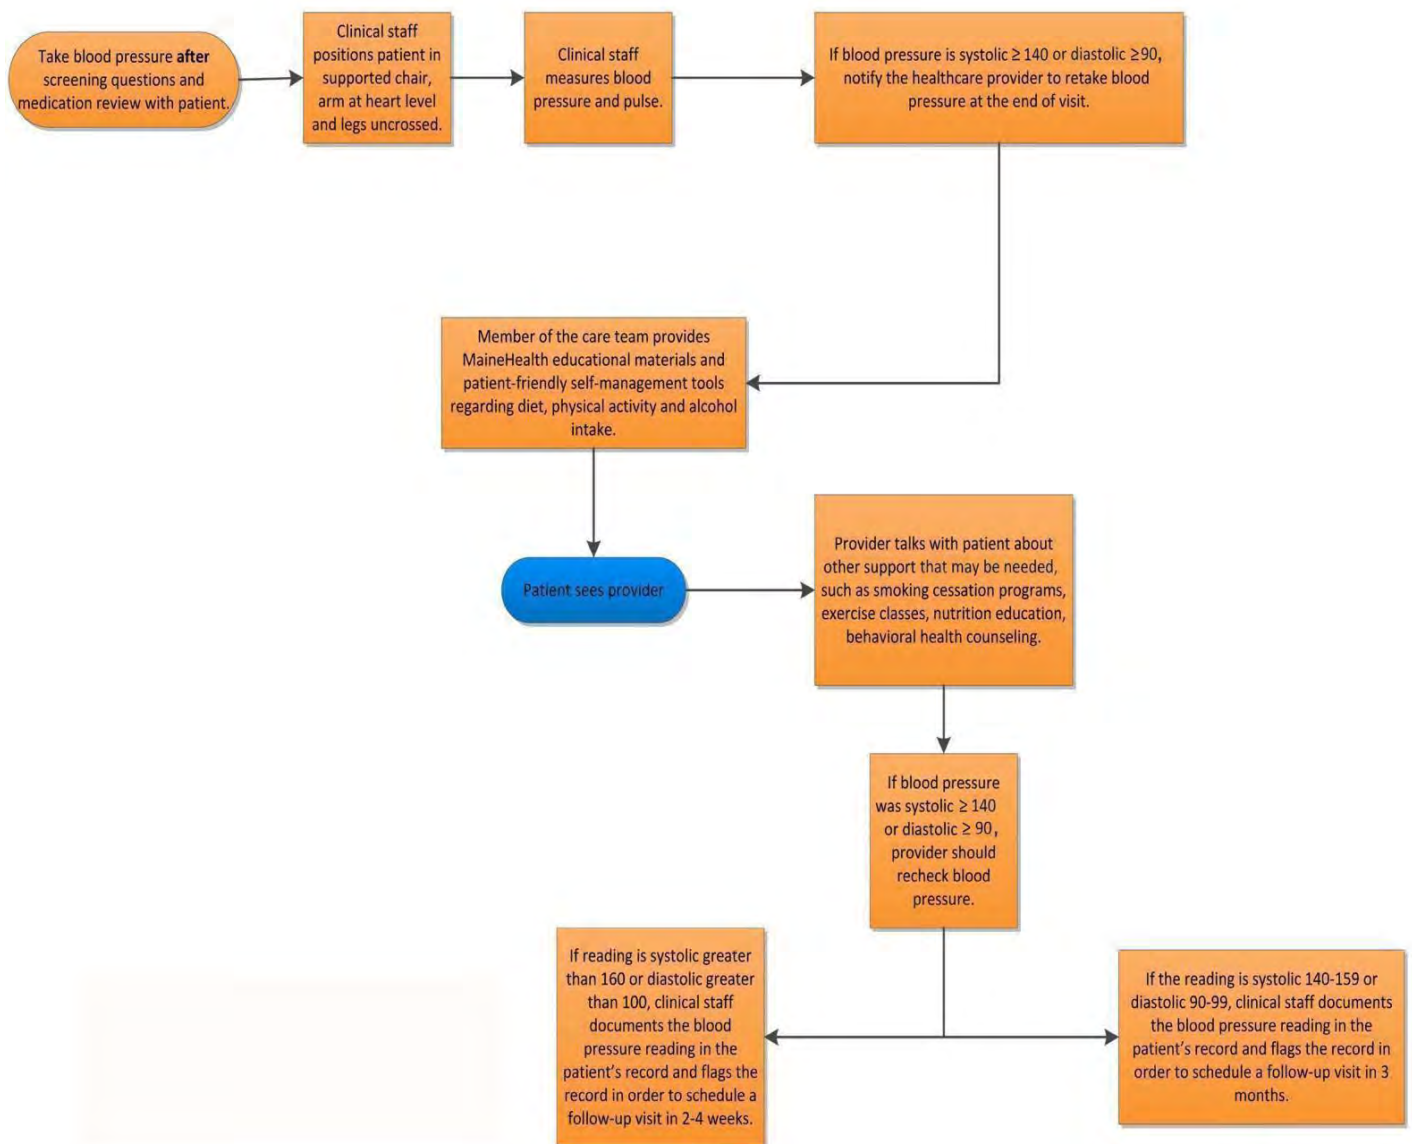 Take blood pressure after
screening questions and
medication review with patient.
Clinical staff
positions patient in
supported chair,
arm at heart level
and legs uncrossed.
Clinical staff
measures blood
pressure and pulse.
If blood pressure is systolic ≥ 140 or diastolic ≥90,
notify the healthcare provider to retake blood
pressure at the end of visit.
Member of the care team provides
MaineHealth educational materials and
patient-friendly self-management tools
regarding diet, physical activity and alcohol
intake.
Patient sees provider
Provider talks with patient about
other support that may be needed,
such as smoking cessation programs,
exercise classes, nutrition education,
behavioral health counseling.
If blood pressure
was systolic ≥ 140
or diastolic ≥ 90,
provider should
recheck blood
pressure.
If reading is systolic greater
than 160 or diastolic greater
than 100, clinical staff
documents the blood
pressure reading in the
patient’s record and flags the
record in order to schedule a
follow-up visit in 2-4 weeks.
If the reading is systolic 140-159 or
diastolic 90-99, clinical staff documents
the blood pressure reading in the
patient’s record and flags the record in
order to schedule a follow-up visit in 3
months.